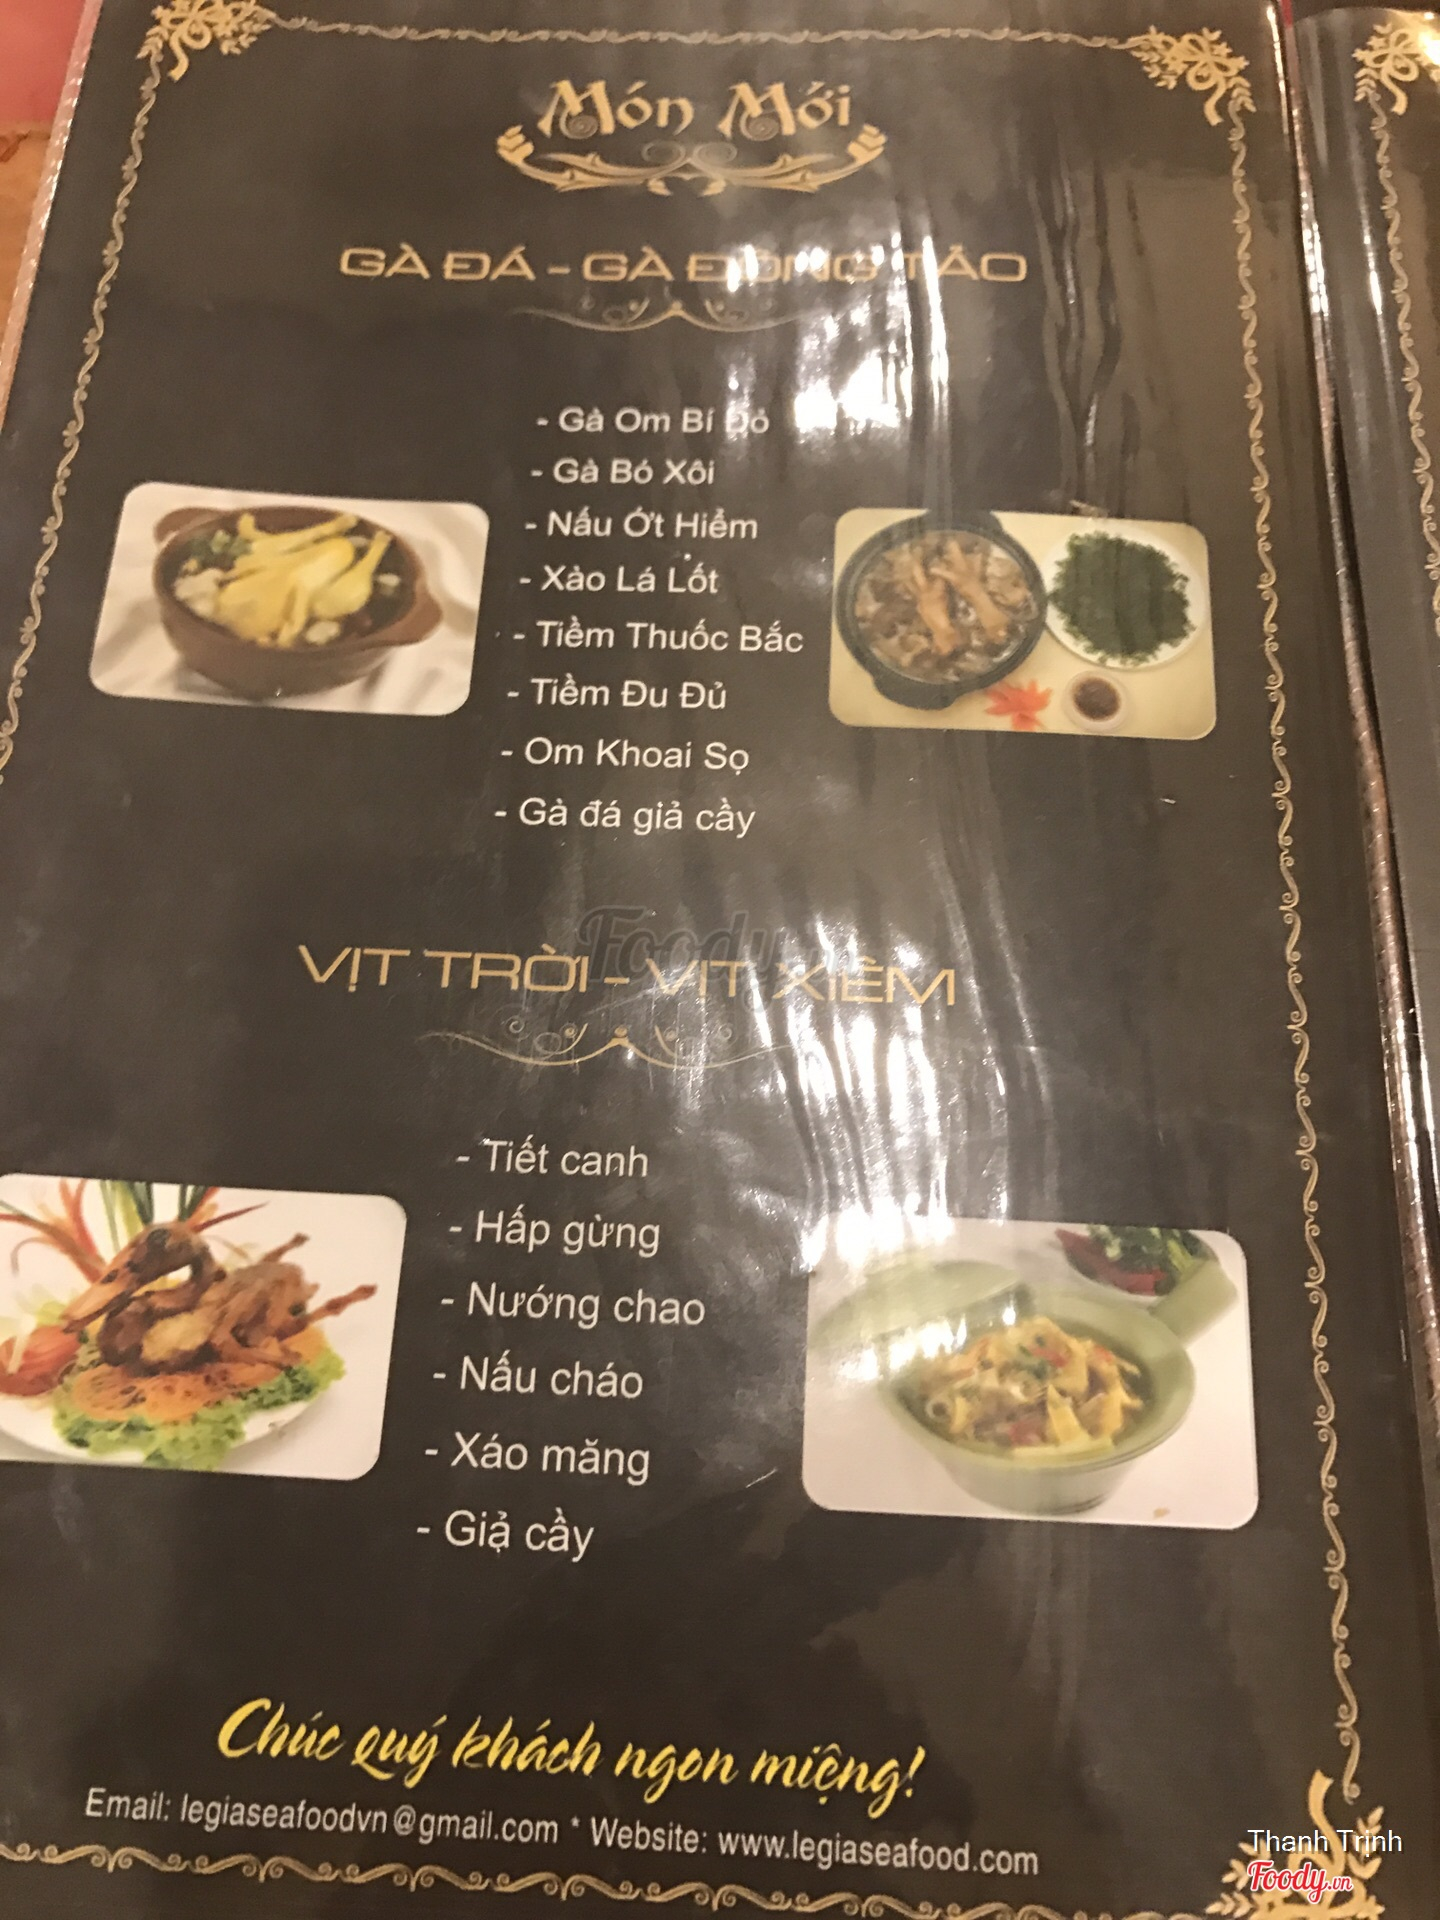 Món Mới
GÀ ĐÁ - GÀ ĐÔNG TẢO
- Gà Om Bí Đỏ
- Gà Bó Xôi
- Nấu Ớt Hiểm
- Xào Lá Lốt
- Tiềm Thuốc Bắc
- Tiềm Đu Đủ
- Om Khoai Sọ
- Gà đá giả cầy
Foody.vn
VỊT TRỜI - VỊT XIÊM
- Tiết canh
- Hấp gừng
- Nướng chao
- Nấu cháo
- Xáo măng
- Giả cầy
Chúc quý khách ngon miệng!
Email: legiaseafoodvn@gmail.com * Website: www.legiaseafood.com
Thanh Trịnh
Foody.vn